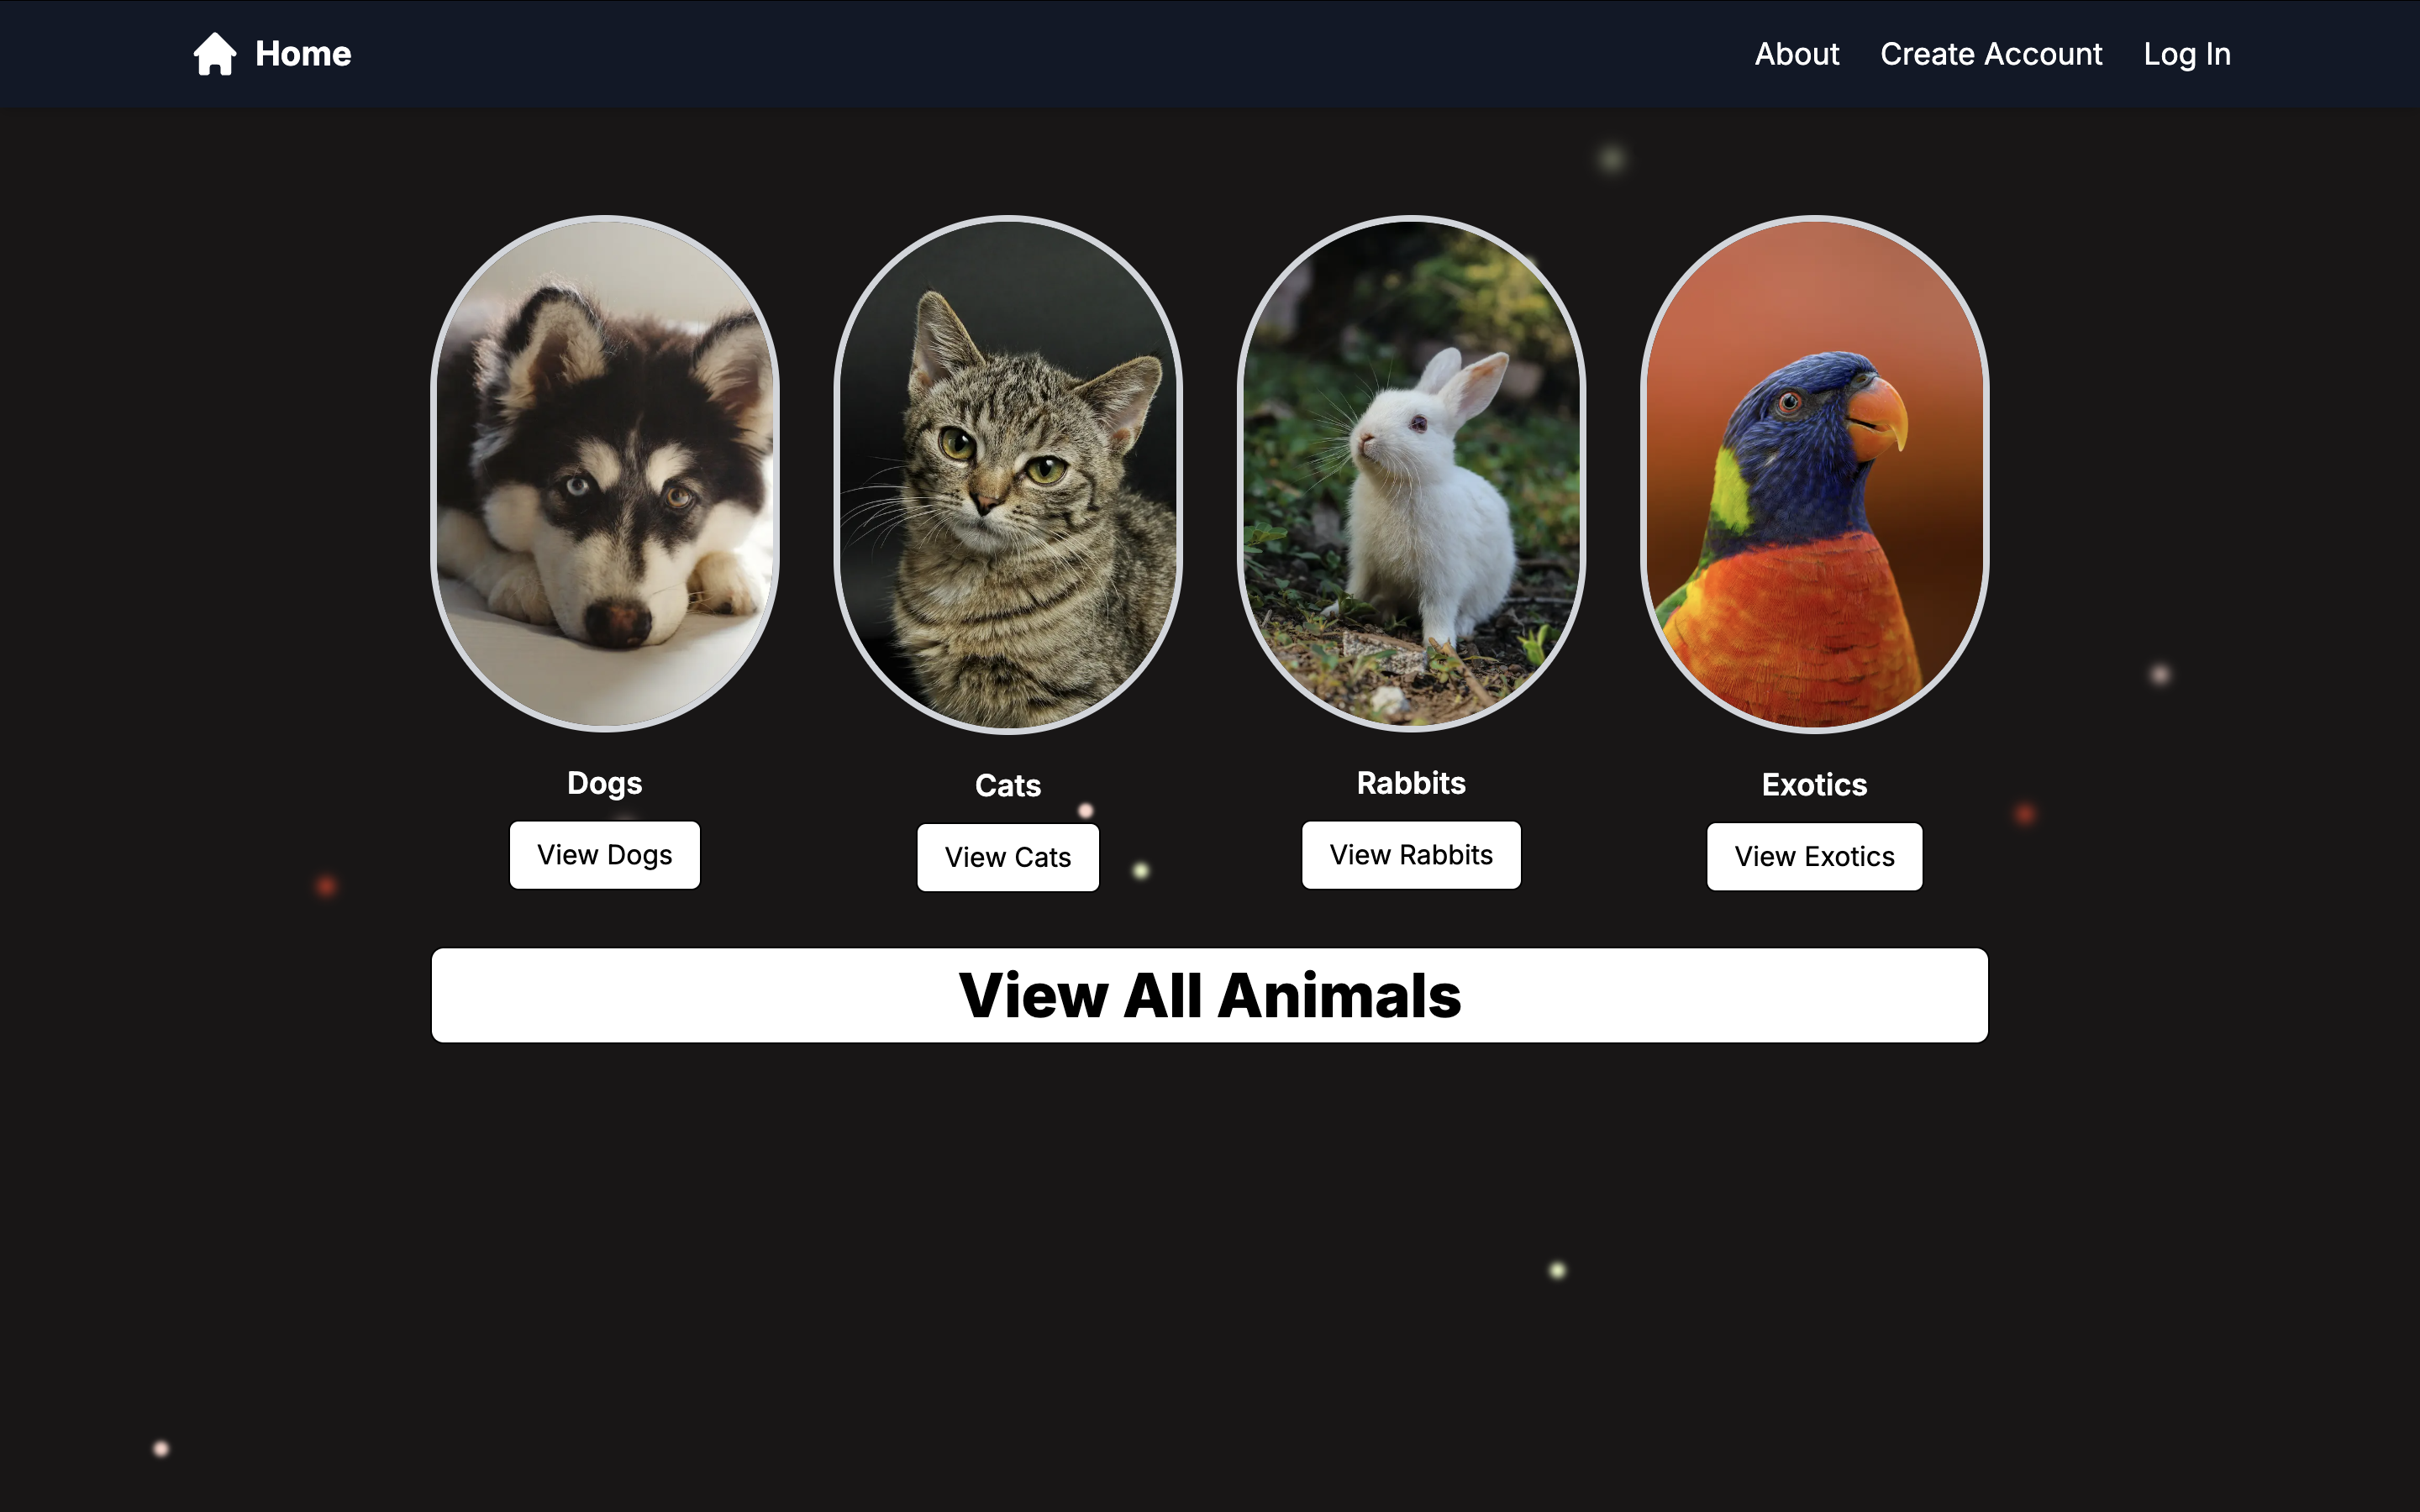 Home About Create Account Log In
Dogs Cats Rabbits Exotics
View Dogs View Cats View Rabbits View Exotics
View All Animals